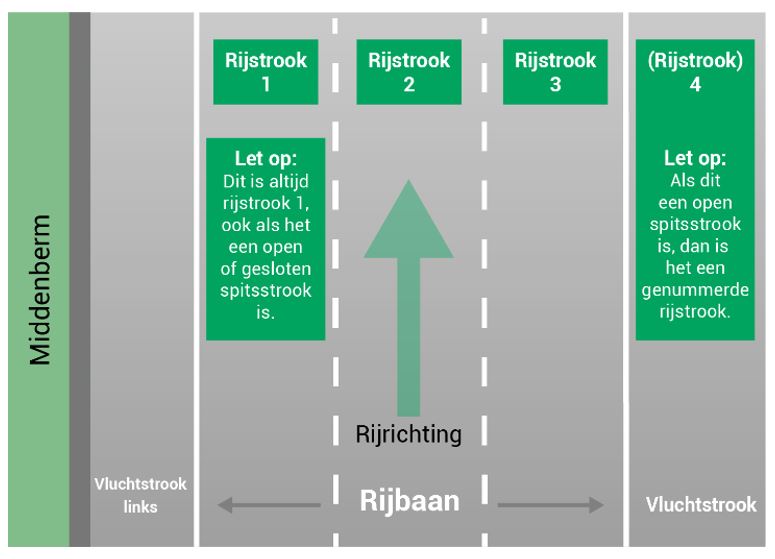 Middenberm
Rijstrook
1
Rijstrook
2
Rijstrook
3
(Rijstrook)
4
Let op:
Dit is altijd
rijstrook 1,
ook als het
een open
of gesloten
spitsstrook
is.
Let op:
Als dit
een open
spitsstrook
is, dan is
het een
genummerde
rijstrook.
Rijrichting
Vluchtstrook
links
Rijbaan
Vluchtstrook